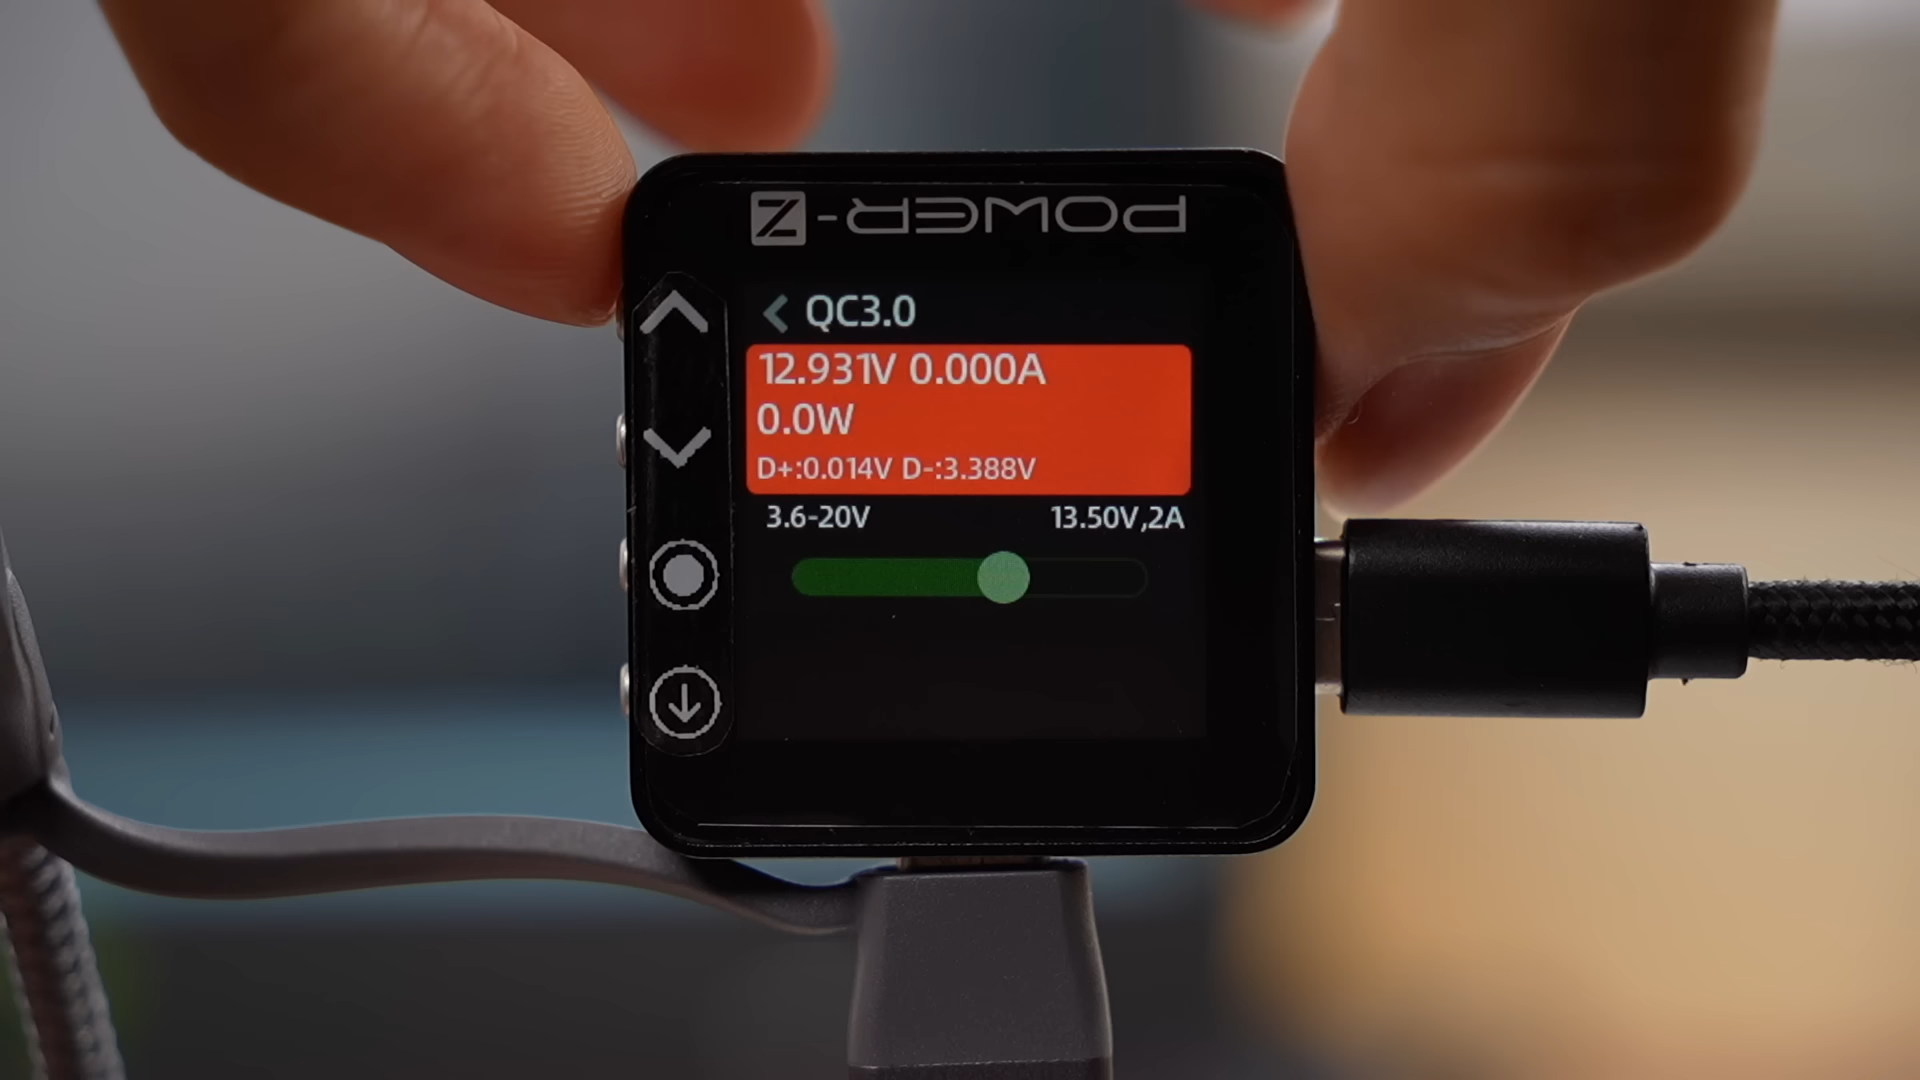 POWER-Z
QC3.0
12.931V 0.000A
0.0W
D+:0.014V D-:3.388V
3.6-20V 13.50V,2A